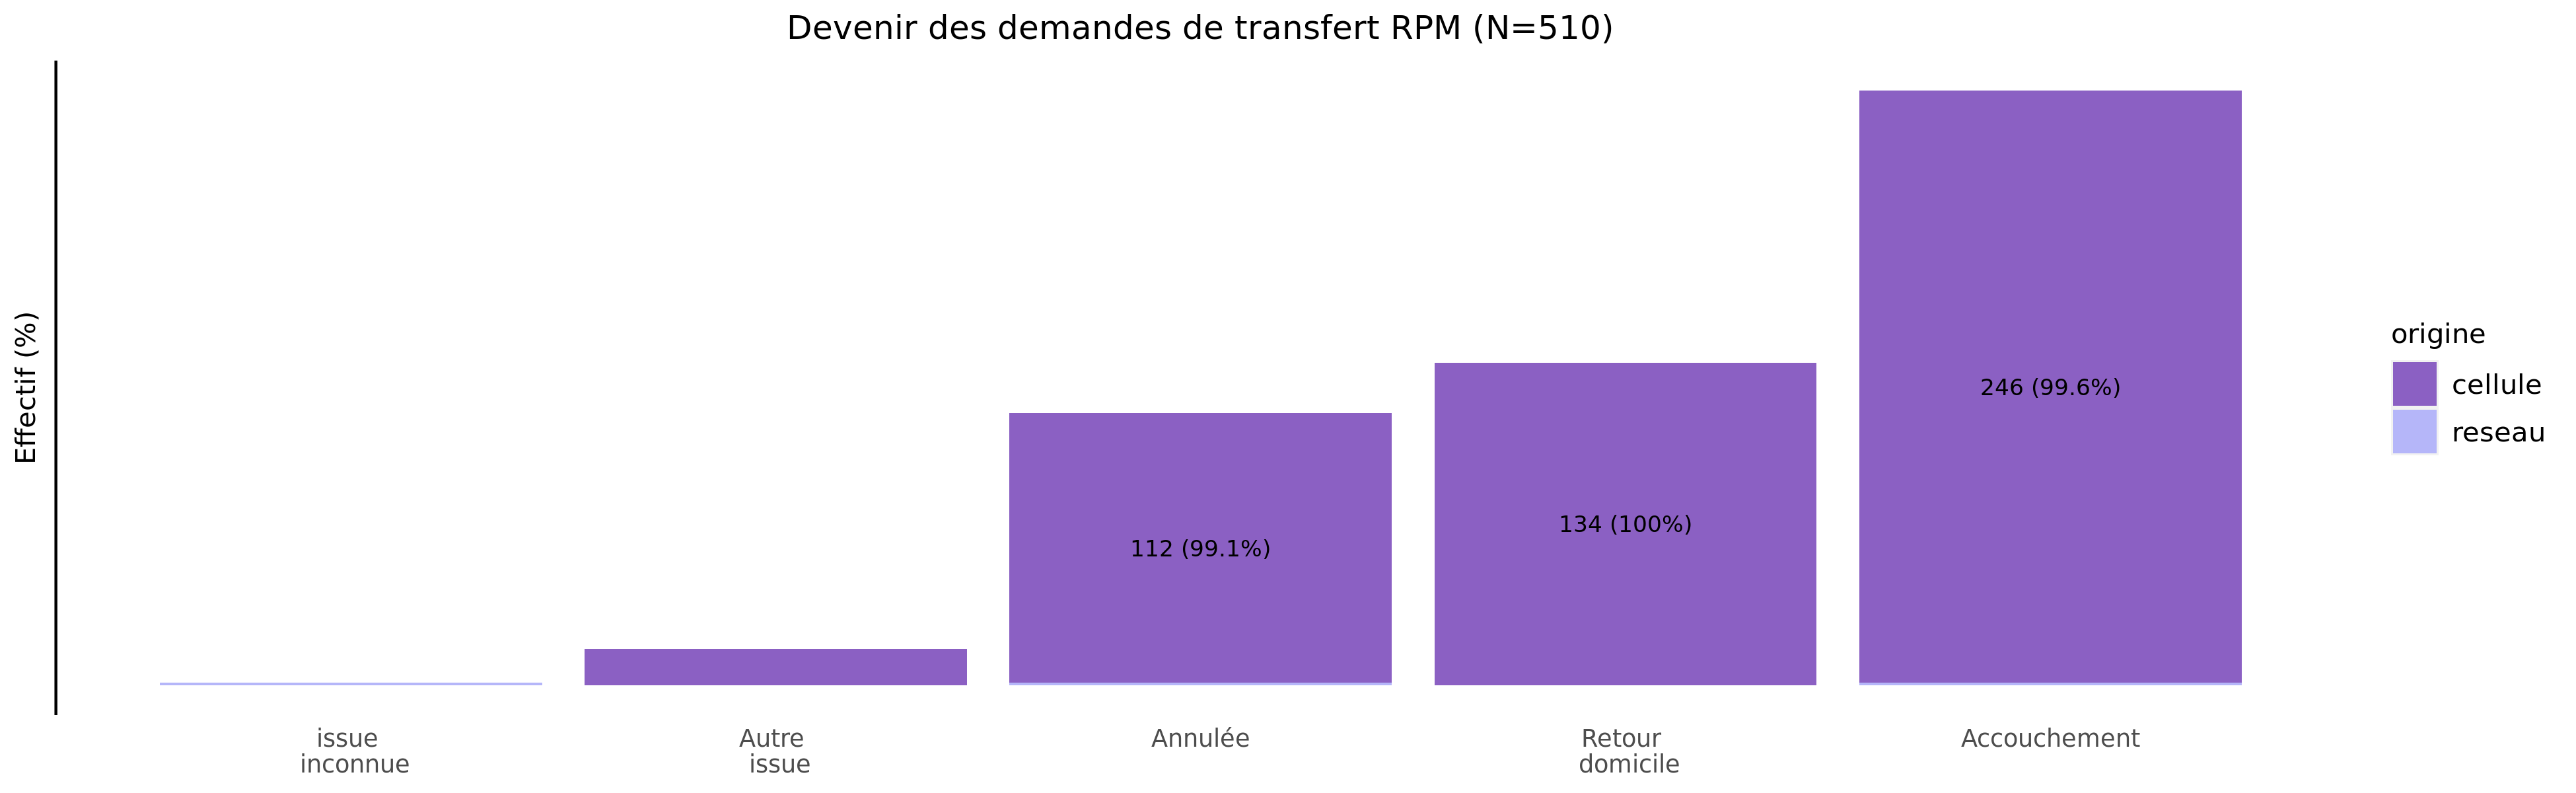 Devenir des demandes de transfert RPM (N=510)
Effectif (%)
246 (99.6%)
134 (100%)
112 (99.1%)
origine
cellule
reseau
issue
inconnue
Autre
issue
Annulée
Retour
domicile
Accouchement